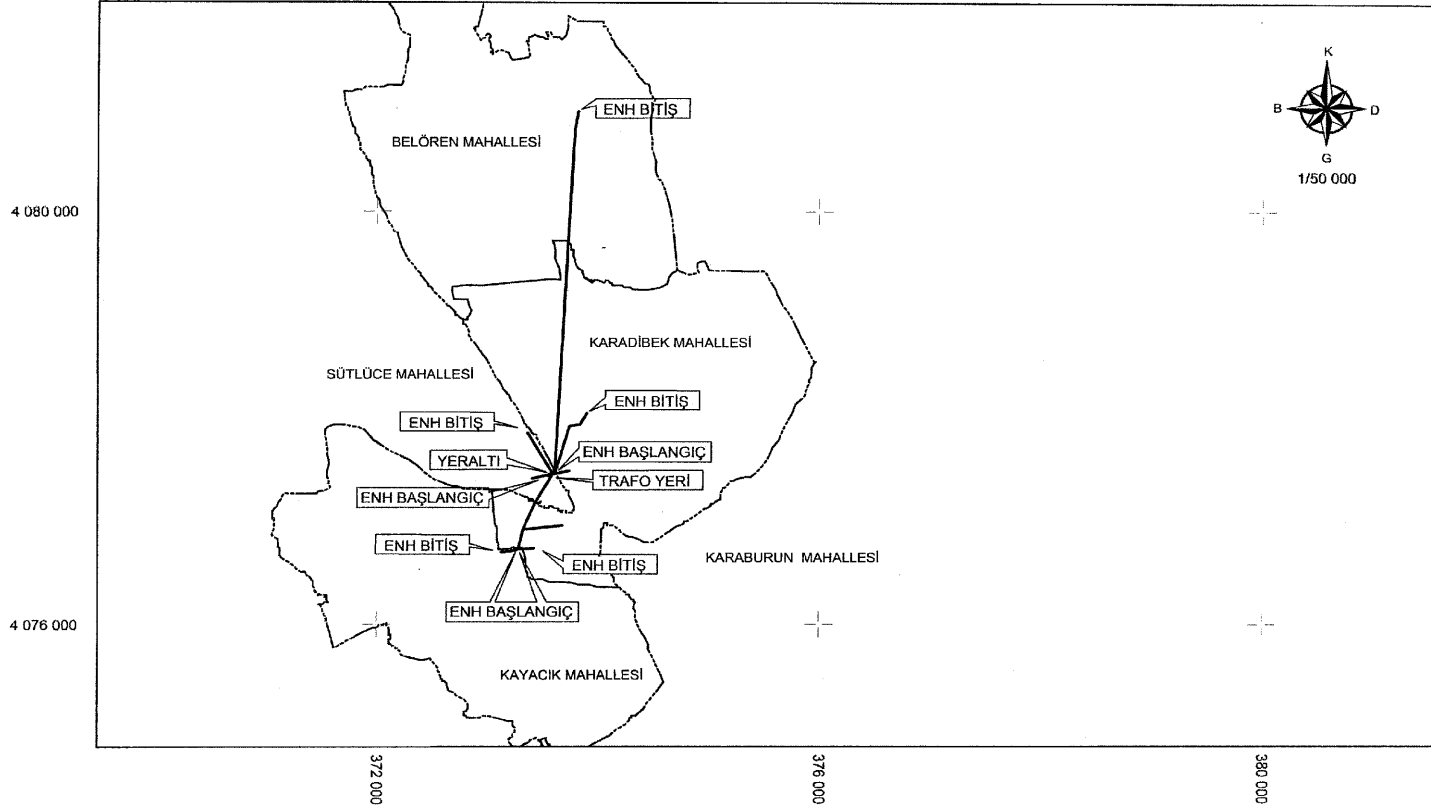 K
B
D
G
1/50 000
ENH BİTİŞ
BELÖREN MAHALLESİ
4 080 000
KARADİBEK MAHALLESİ
SÜTLÜCE MAHALLESİ
ENH BİTİŞ
ENH BİTİŞ
ENH BAŞLANGIÇ
YERALTI
TRAFO YERİ
ENH BAŞLANGIÇ
ENH BİTİŞ
KARABURUN MAHALLESİ
ENH BİTİŞ
ENH BAŞLANGIÇ
4 076 000
KAYACIK MAHALLESİ
372 000
376 000
380 000